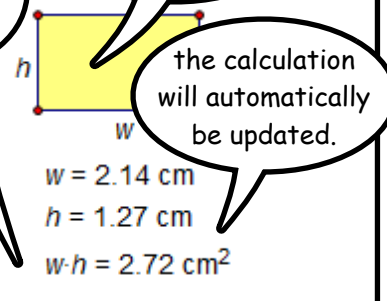 h
the calculation
will automatically
be updated.
w
w = 2.14 cm
h = 1.27 cm
w·h = 2.72 cm²